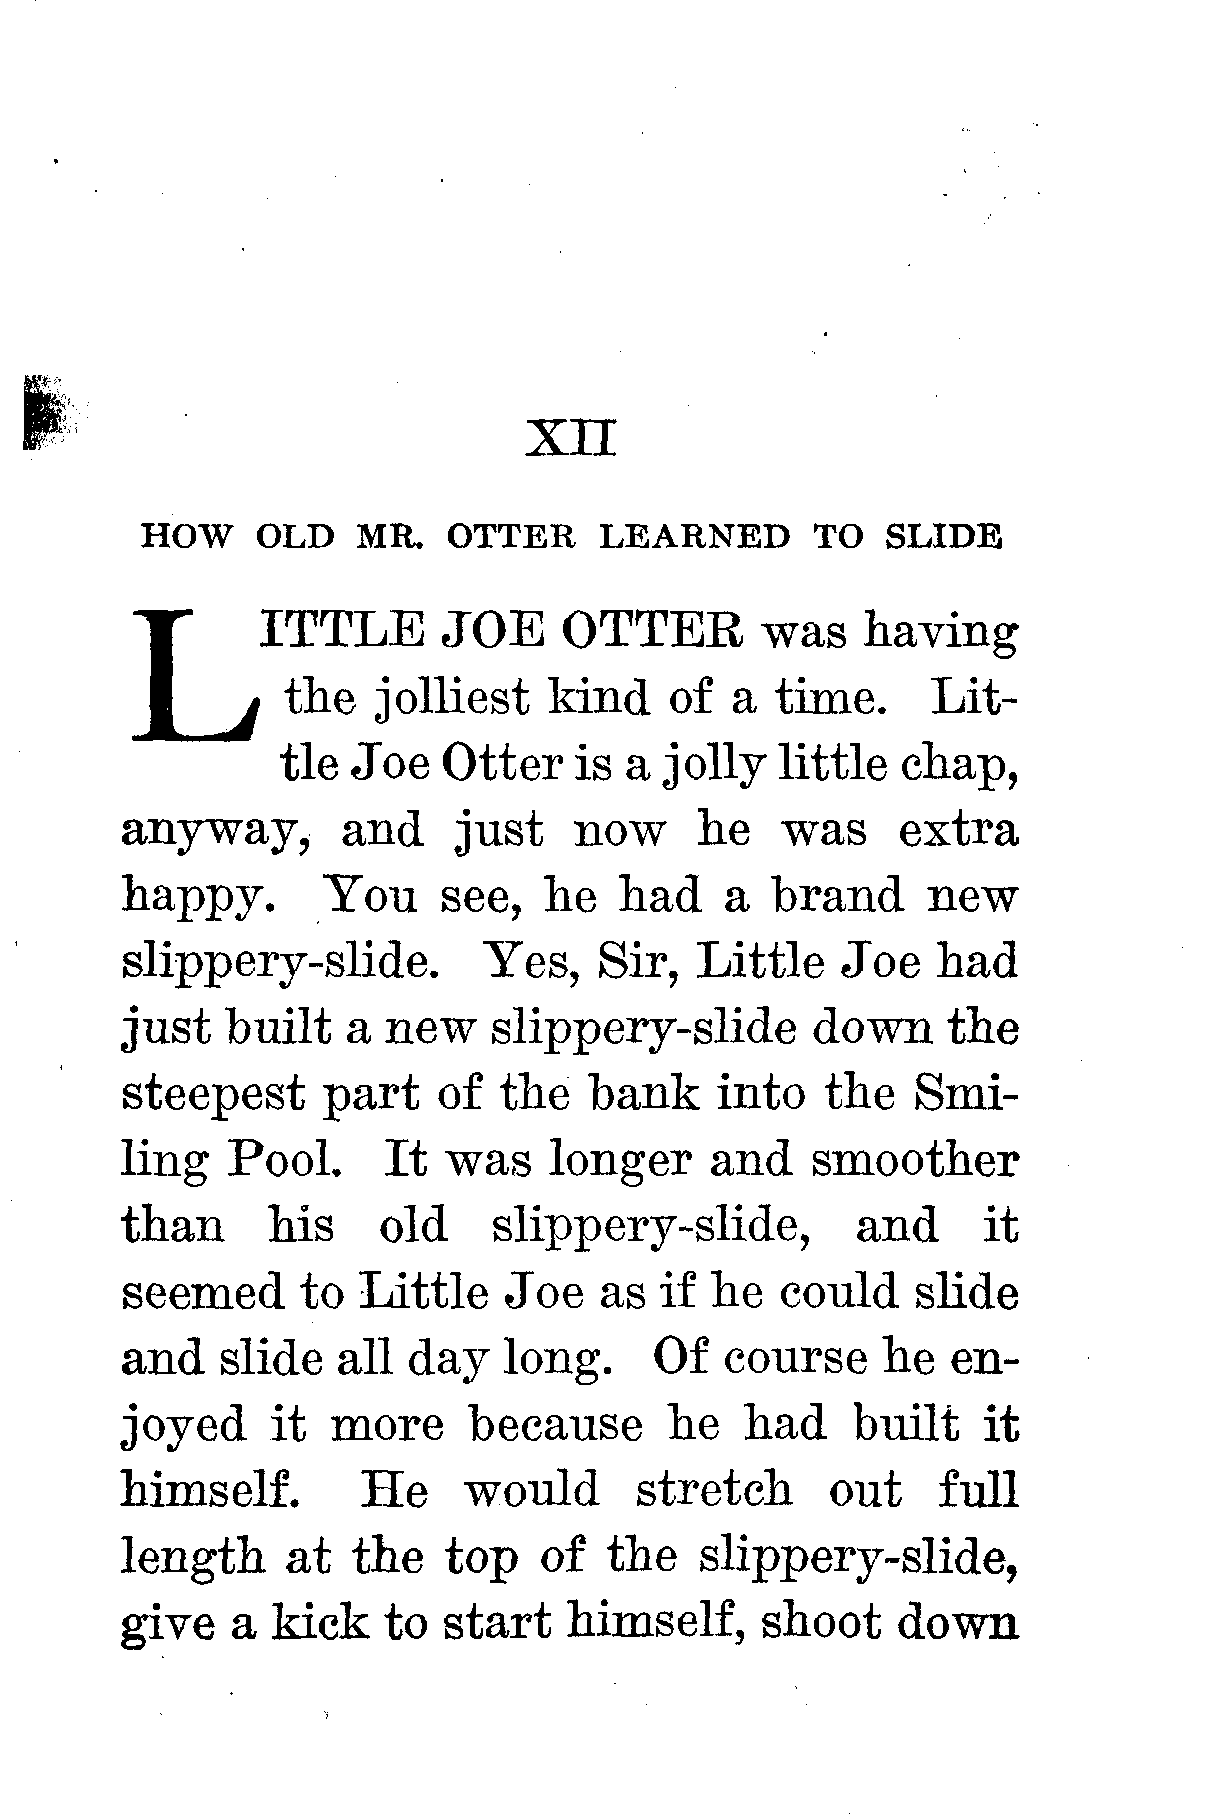 XII
HOW OLD MR. OTTER LEARNED TO SLIDE
LITTLE JOE OTTER was having
the jolliest kind of a time. Lit-
tle Joe Otter is a jolly little chap,
anyway, and just now he was extra
happy. You see, he had a brand new
slippery-slide. Yes, Sir, Little Joe had
just built a new slippery-slide down the
steepest part of the bank into the Smi-
ling Pool. It was longer and smoother
than his old slippery-slide, and it
seemed to Little Joe as if he could slide
and slide all day long. Of course he en-
joyed it more because he had built it
himself. He would stretch out full
length at the top of the slippery-slide,
give a kick to start himself, shoot down